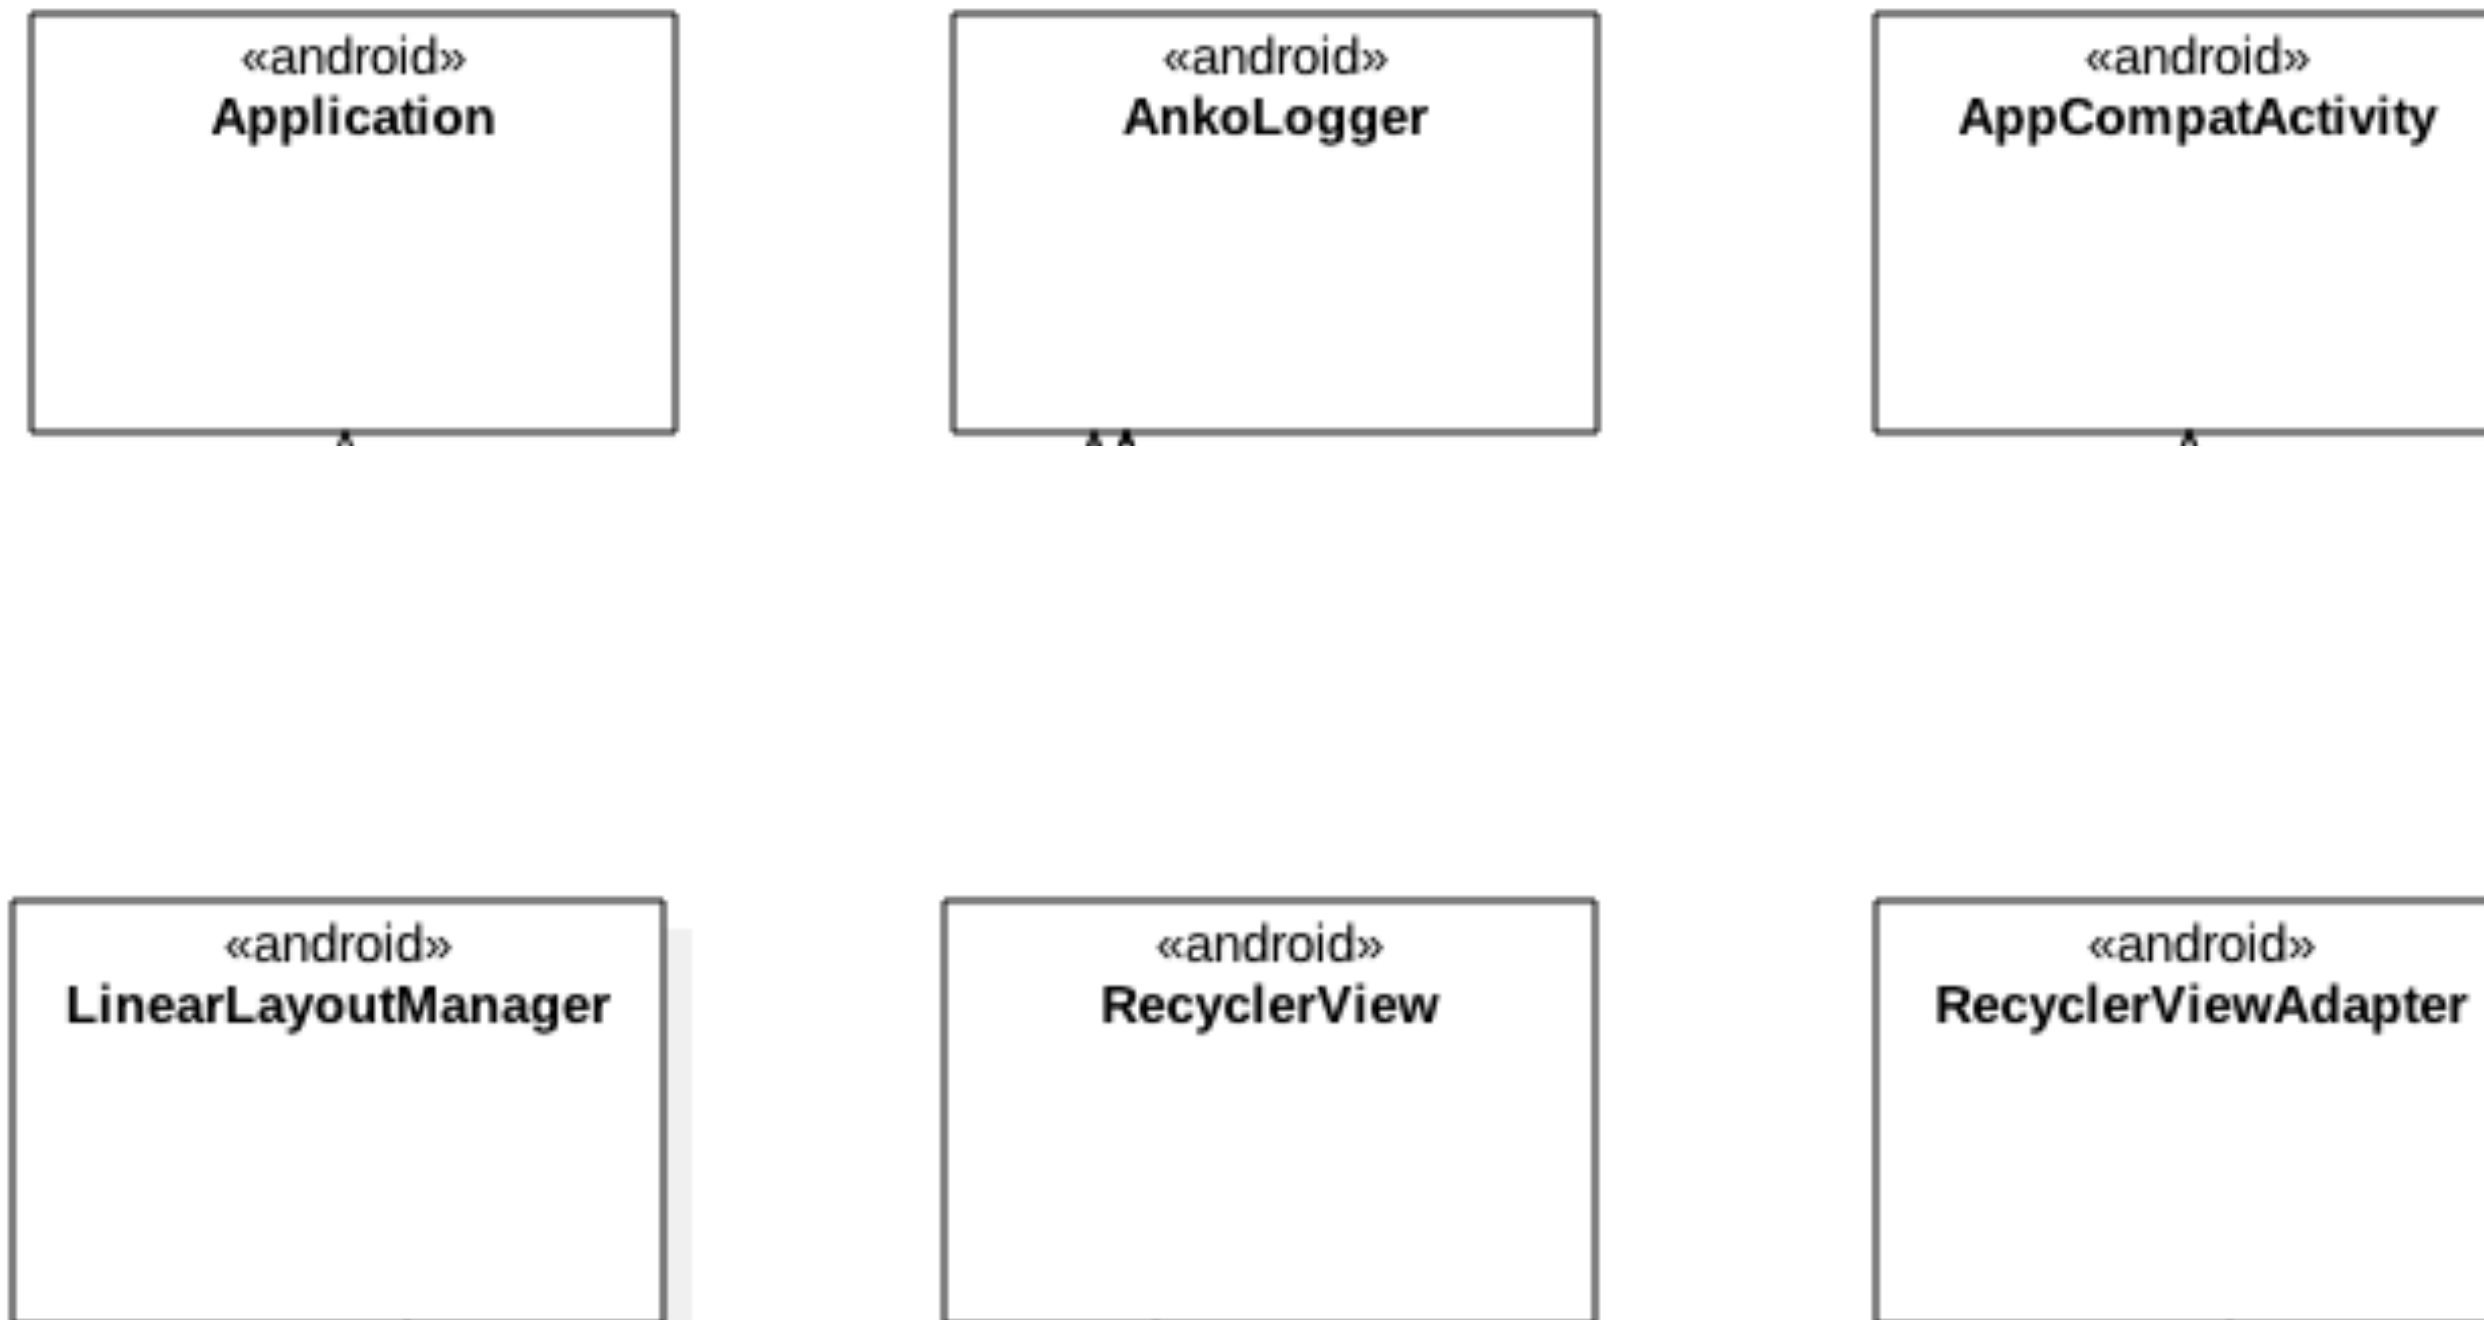 «android»
Application
«android»
AnkoLogger
«android»
AppCompatActivity
«android»
LinearLayoutManager
«android»
RecyclerView
«android»
RecyclerViewAdapter